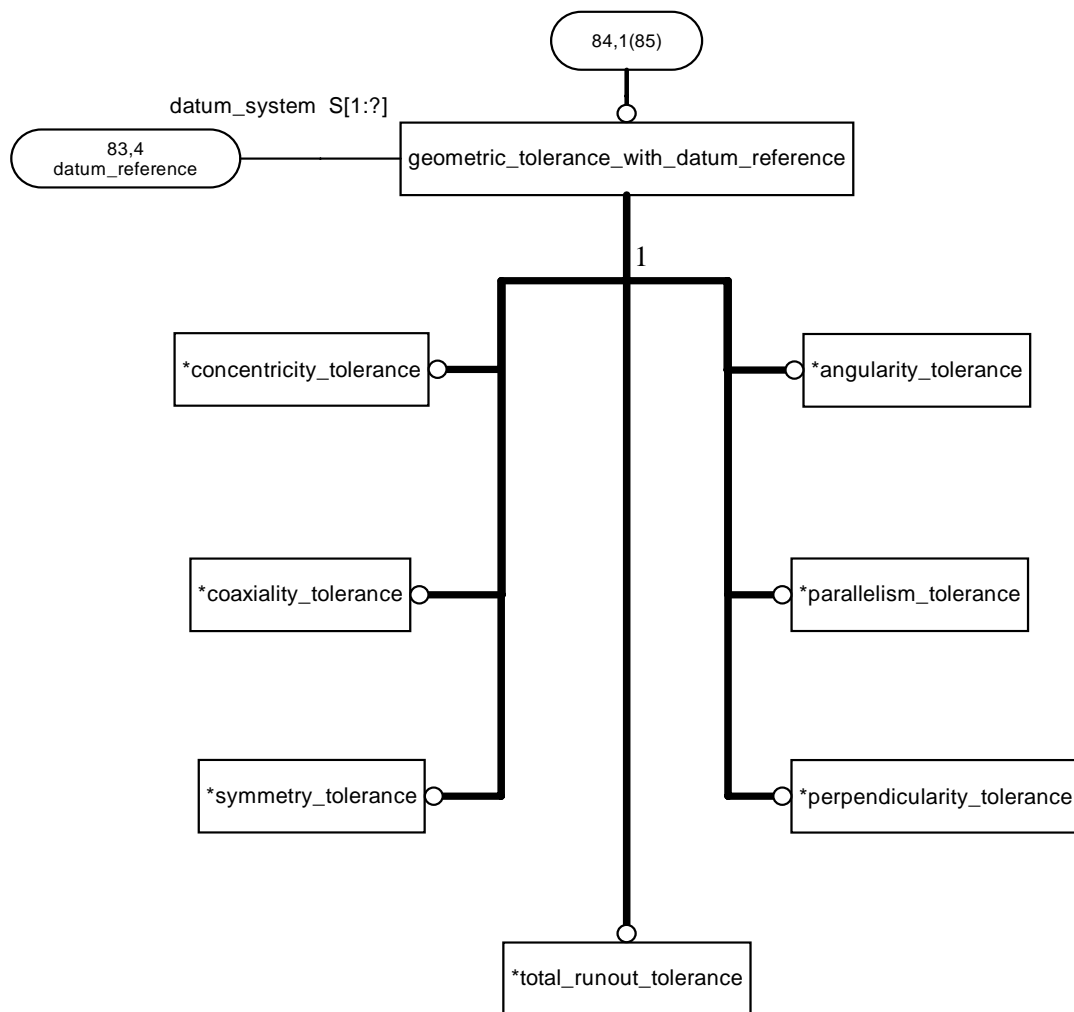 84,1(85)
datum_system S[1:?]
83,4
datum_reference
geometric_tolerance_with_datum_reference
1
*concentricity_tolerance
*angularity_tolerance
*coaxiality_tolerance
*parallelism_tolerance
*symmetry_tolerance
*perpendicularity_tolerance
*total_runout_tolerance